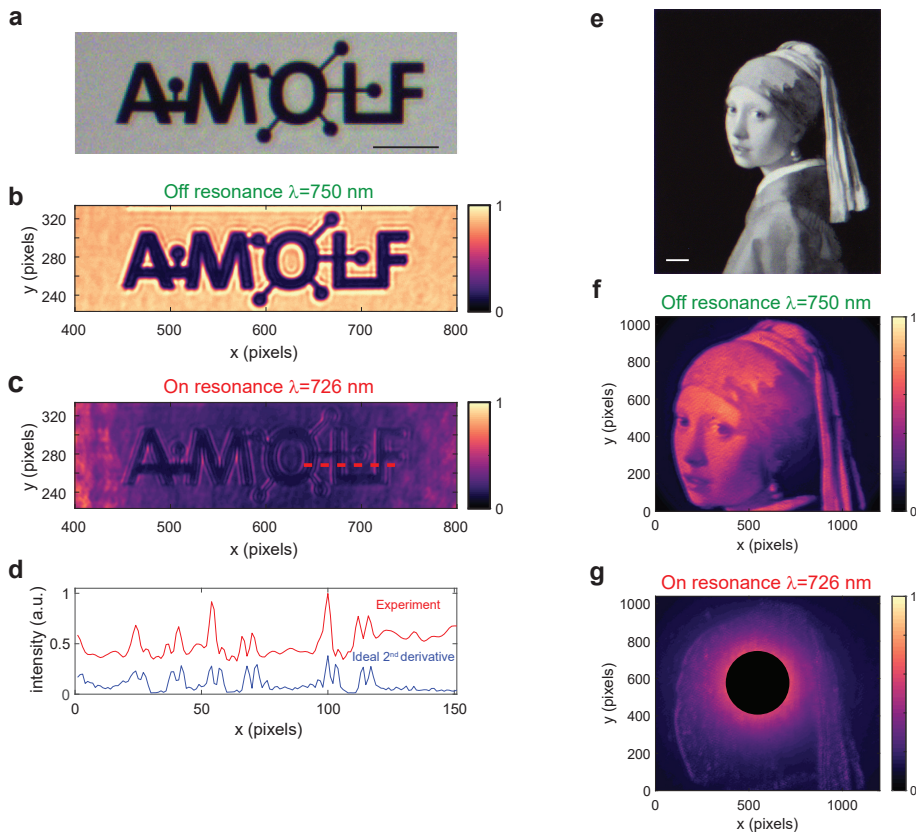 a
AMOLF
b
Off resonance λ=750 nm
y (pixels)
320
280
240
400
500
600
700
800
x (pixels)
1
0
c
On resonance λ=726 nm
y (pixels)
320
280
240
400
500
600
700
800
x (pixels)
1
0
AMOLF
AMOLF
d
intensity (a.u.)
1
0.5
0
Experiment
Ideal 2nd derivative
0
50
100
150
x (pixels)
e
f
Off resonance λ=750 nm
y (pixels)
1000
800
600
400
200
0
0
500
1000
x (pixels)
1
0
g
On resonance λ=726 nm
y (pixels)
1000
800
600
400
200
0
0
500
1000
x (pixels)
1
0